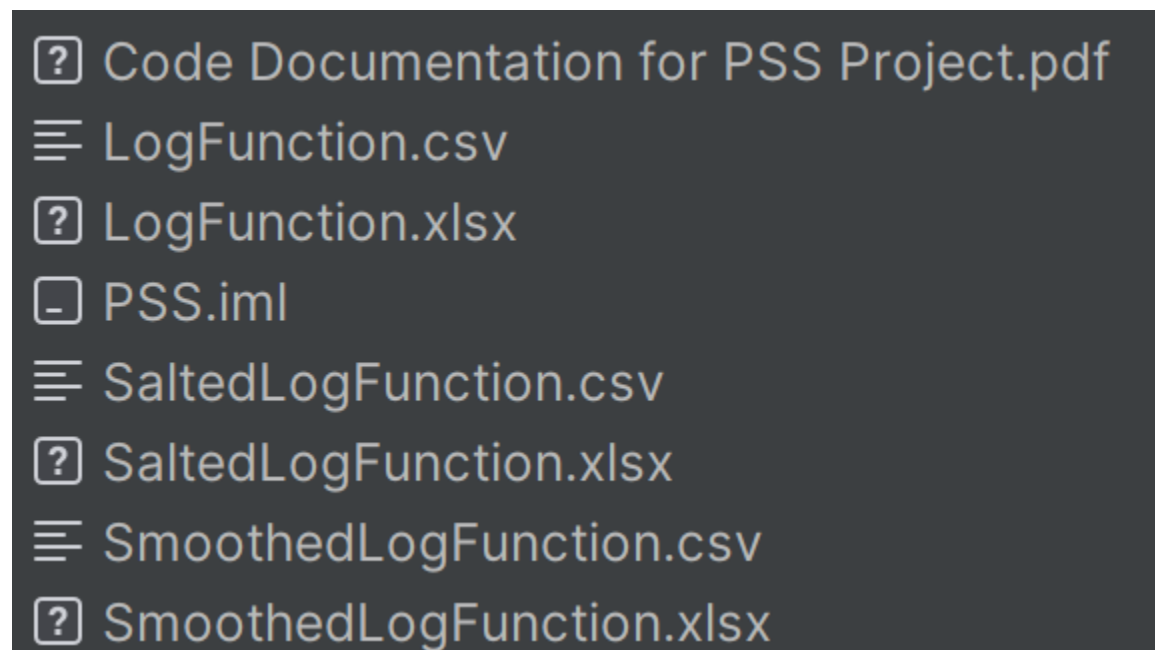 Code Documentation for PSS Project.pdf
LogFunction.csv
LogFunction.xlsx
PSS.iml
SaltedLogFunction.csv
SaltedLogFunction.xlsx
SmoothedLogFunction.csv
SmoothedLogFunction.xlsx